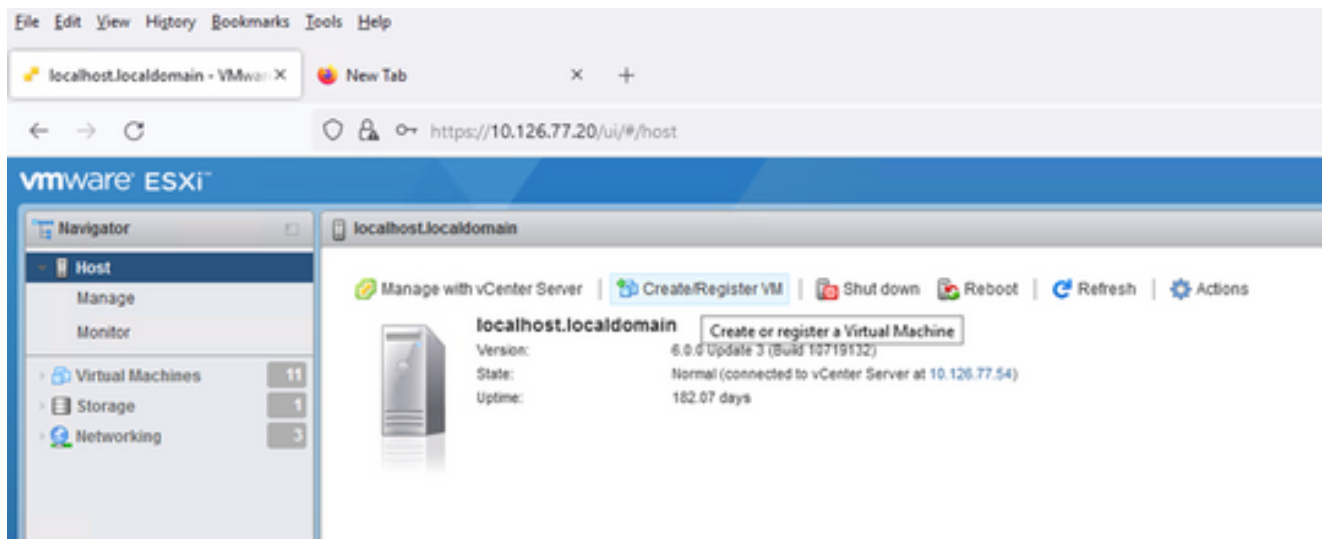 File Edit View History Bookmarks Tools Help
localhost.localdomain - VMwar
New Tab
https://10.126.77.20/ui/#/host
vmware ESXi™
Navigator
localhost.localdomain
Host
Manage
Monitor
Virtual Machines 11
Storage 1
Networking 3
Manage with vCenter Server | Create/Register VM | Shut down Reboot | Refresh | Actions
localhost.localdomain
Create or register a Virtual Machine
Version: 6.0.0 Update 3 (Build 10719132)
State: Normal (connected to vCenter Server at 10.126.77.54)
Uptime: 182.07 days